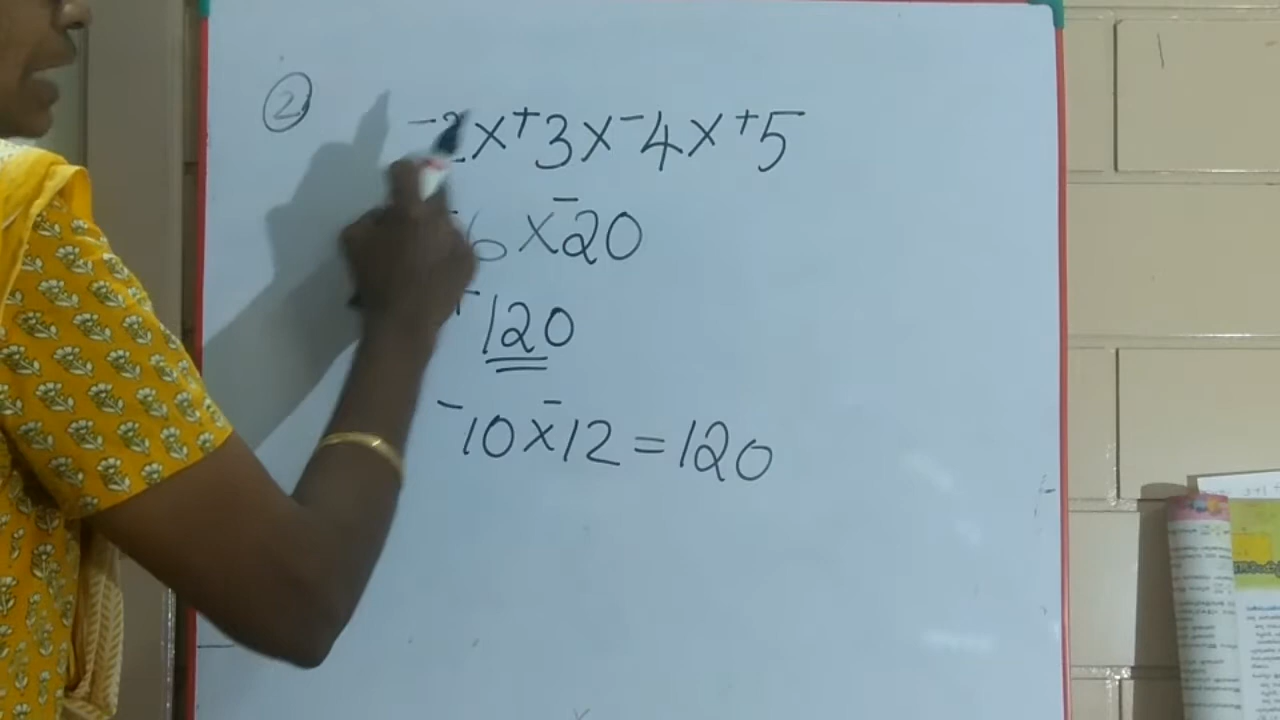 ② ⁻2 x ⁺3 x ⁻4 x ⁺5
⁻6 x ⁻20
⁺120
⁻10 x ⁻12 = 120